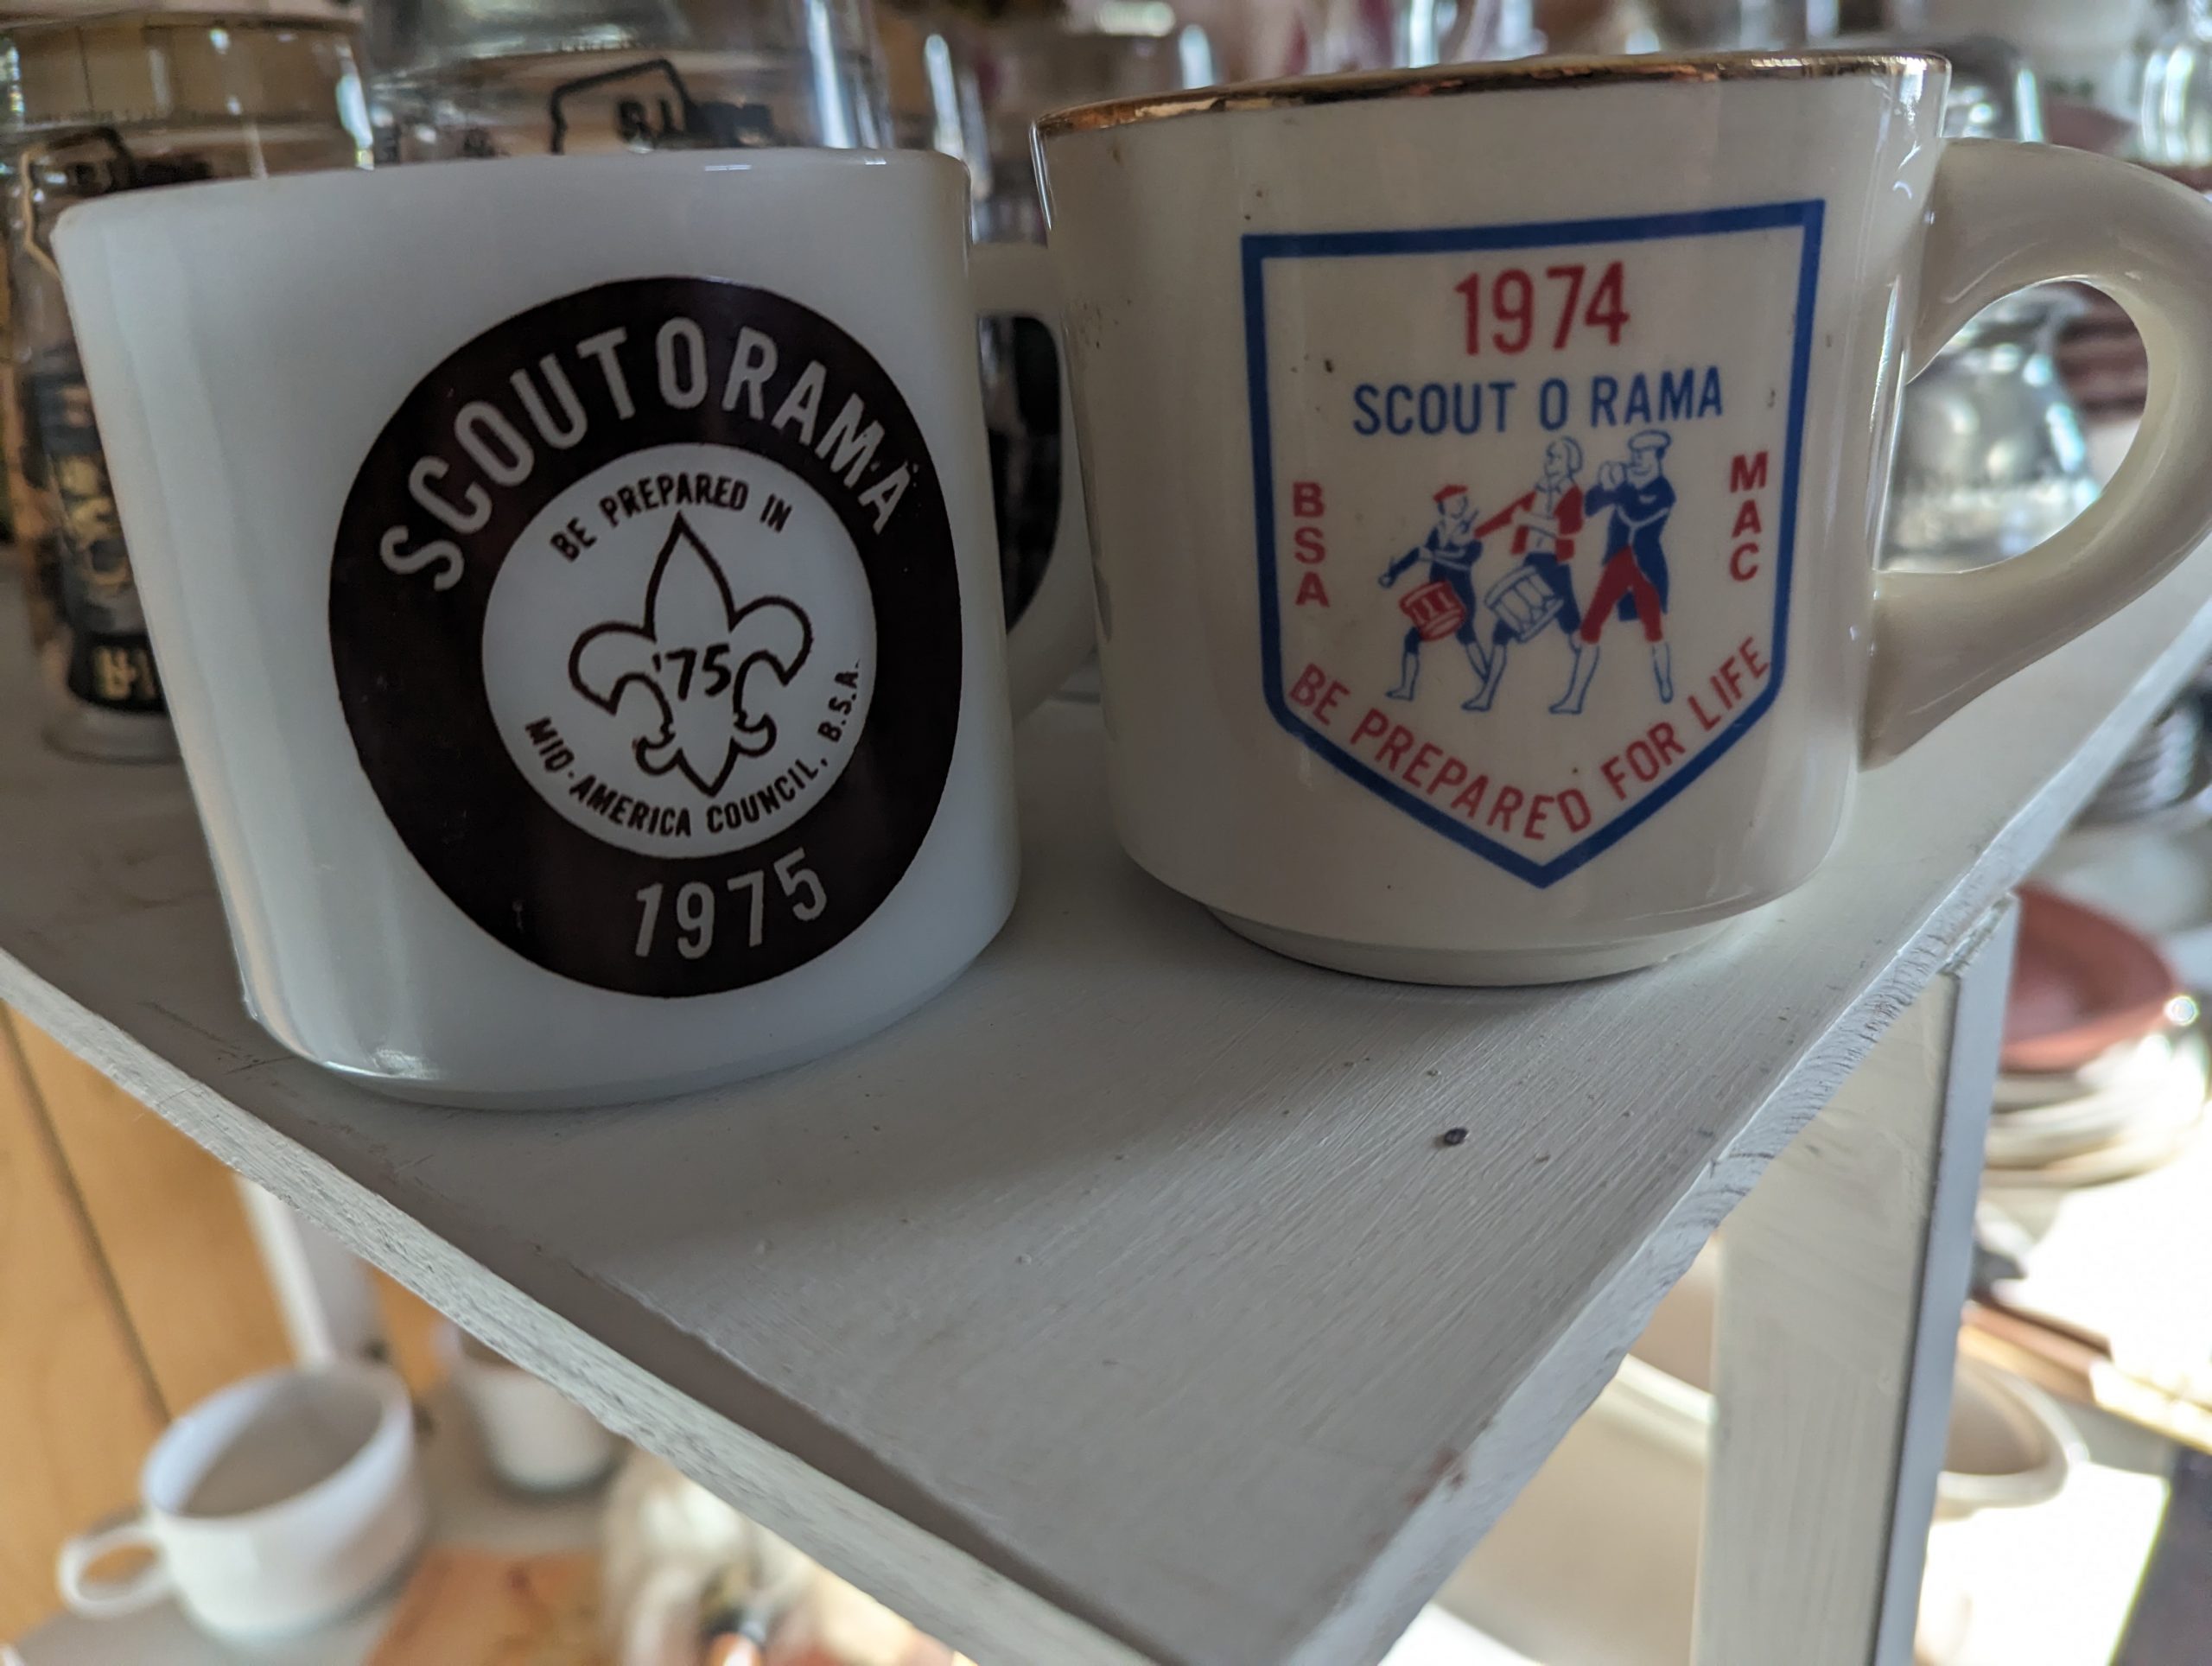 SCOUTORAMA
BE PREPARED IN
'75
MID-AMERICA COUNCIL, B.S.A.
1975
1974
SCOUT O RAMA
BSA
MAC
BE PREPARED FOR LIFE